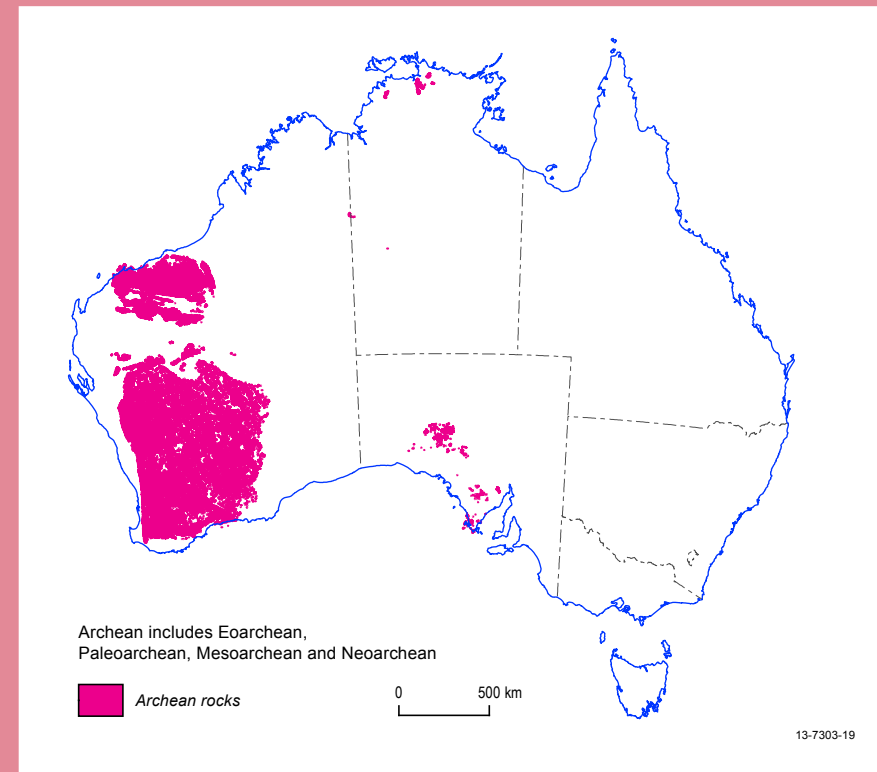 Archean includes Eoarchean,
Paleoarchean, Mesoarchean and Neoarchean
Archean rocks
0 500 km
13-7303-19